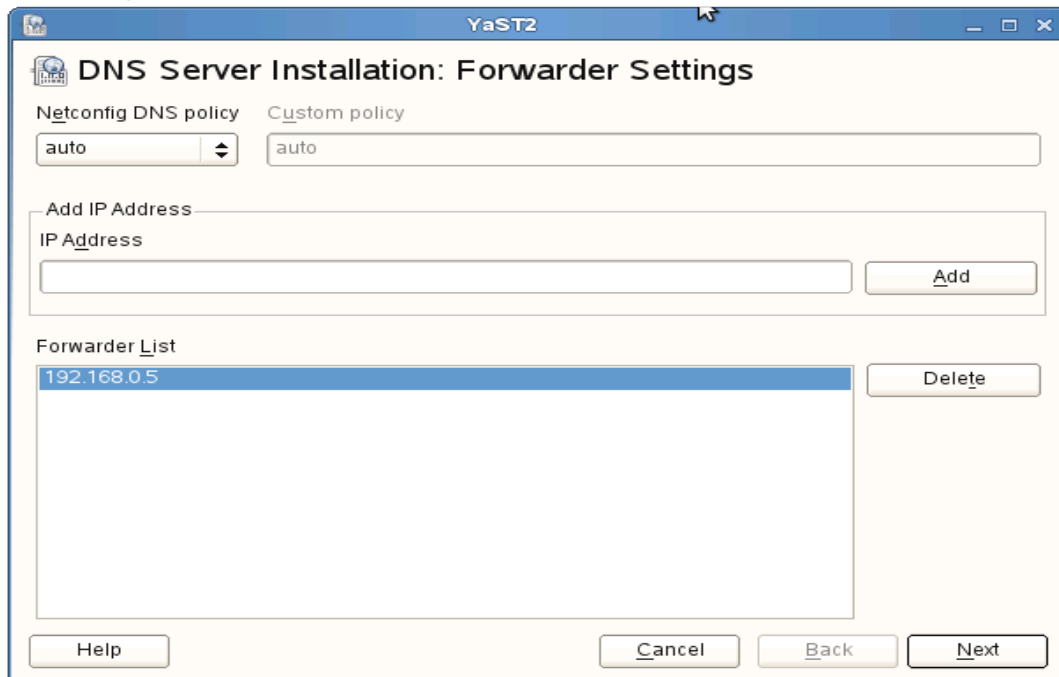 YaST2
DNS Server Installation: Forwarder Settings
Netconfig DNS policy Custom policy
auto auto
Add IP Address
IP Address
Add
Forwarder List
192.168.0.5
Delete
Help Cancel Back Next